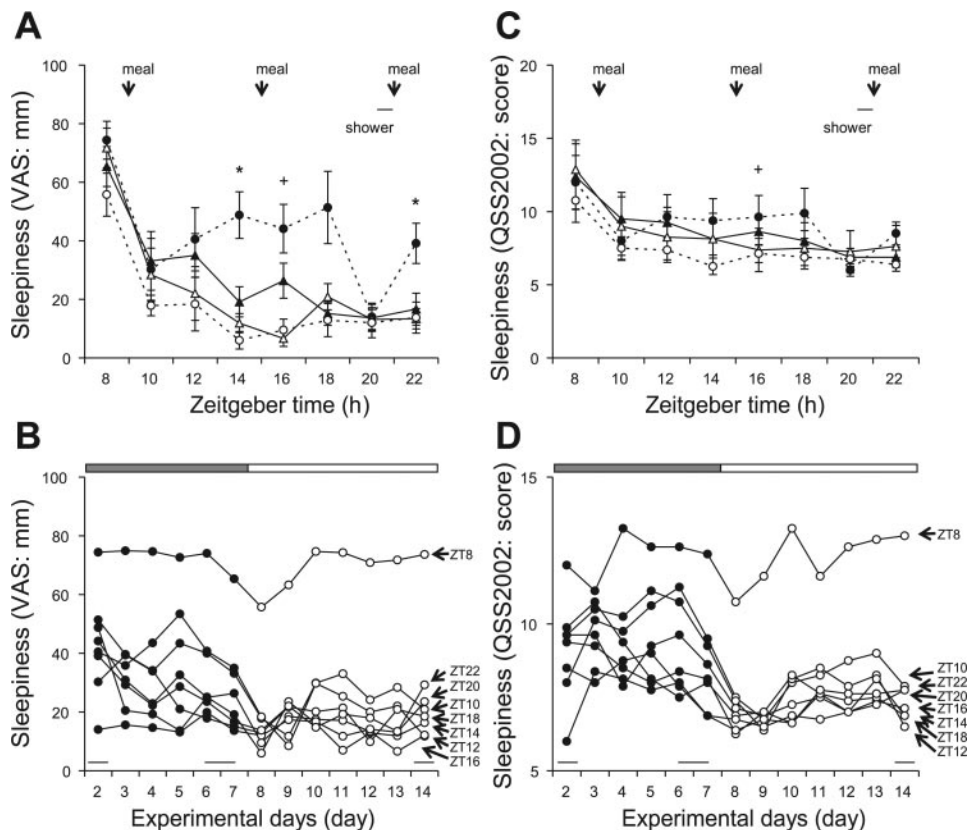 A
Sleepiness (VAS: mm)
100
80
60
40
20
0
meal
meal
meal
shower
*
+
*
8 10 12 14 16 18 20 22
Zeitgeber time (h)
C
Sleepiness (QSS2002: score)
20
15
10
5
0
meal
meal
meal
shower
+
8 10 12 14 16 18 20 22
Zeitgeber time (h)
B
Sleepiness (VAS: mm)
100
80
60
40
20
0
ZT8
ZT22
ZT20
ZT10
ZT18
ZT14
ZT12
ZT16
2 3 4 5 6 7 8 9 10 11 12 13 14
Experimental days (day)
D
Sleepiness (QSS2002: score)
15
10
5
ZT8
ZT10
ZT22
ZT20
ZT16
ZT14
ZT18
ZT12
2 3 4 5 6 7 8 9 10 11 12 13 14
Experimental days (day)